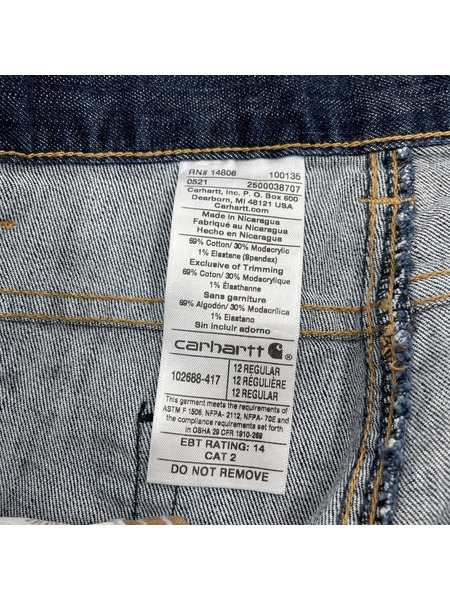 RN# 14806 100135
0521 2500038707
Carhartt, Inc. P.O. Box 600
Dearborn, MI 48121 USA
Carhartt.com
Made in Nicaragua
Fabriqué au Nicaragua
Hecho en Nicaragua
69% Cotton/ 30% Modacrylic
1% Elastane (Spandex)
Exclusive of Trimming
69% Coton/ 30% Modacrylique
1% Élasthanne
Sans garniture
69% Algodón/ 30% Modacrílica
1% Elastano
Sin incluir adorno
carhartt ®
102688-417
12 REGULAR
12 RÉGULIÈRE
12 REGULAR
This garment meets the requirements of
ASTM F 1506, NFPA- 2112, NFPA- 70E and
the compliance requirements set forth
in OSHA 29 CFR 1910-269
EBT RATING: 14
CAT 2
DO NOT REMOVE